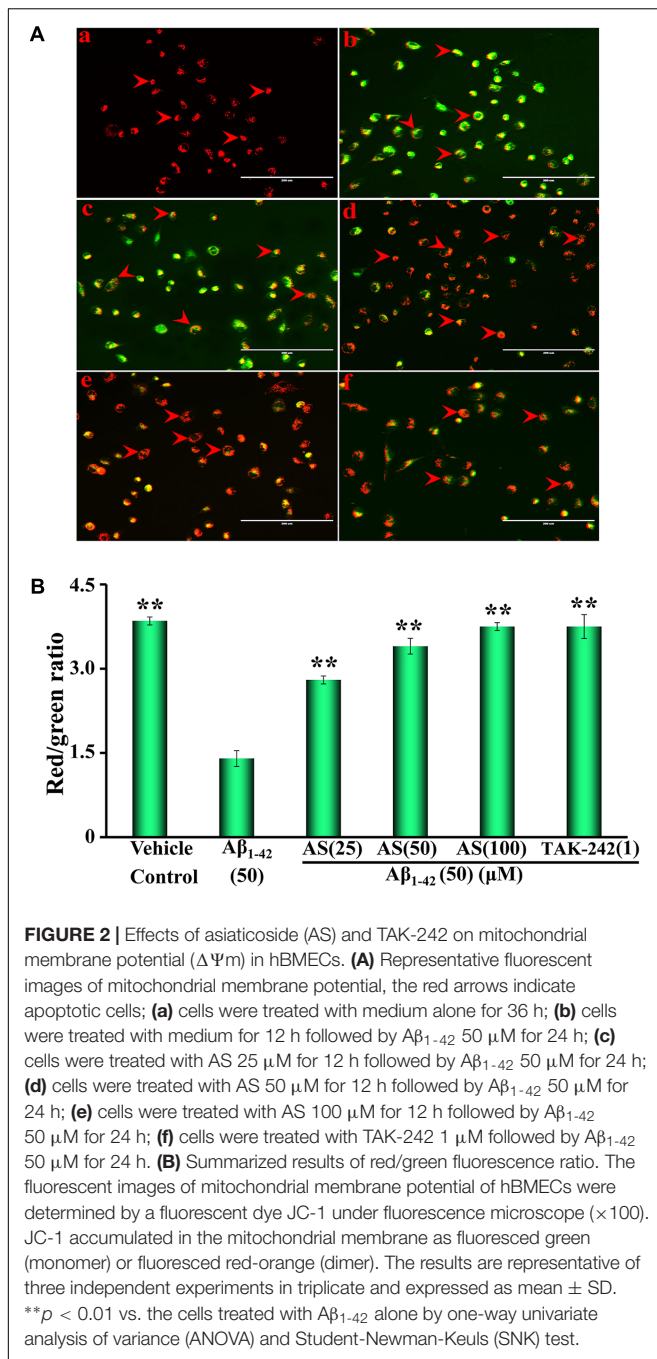 A
a
b
c
d
e
f
B
4.5
3.0
1.5
0
Red/green ratio
**
**
**
**
**
Vehicle Control
Aβ1-42 (50)
AS(25) AS(50) AS(100) TAK-242(1)
Aβ1-42 (50) (μM)
FIGURE 2 | Effects of asiaticoside (AS) and TAK-242 on mitochondrial
membrane potential (ΔΨm) in hBMECs. (A) Representative fluorescent
images of mitochondrial membrane potential, the red arrows indicate
apoptotic cells; (a) cells were treated with medium alone for 36 h; (b) cells
were treated with medium for 12 h followed by Aβ1-42 50 μM for 24 h; (c)
cells were treated with AS 25 μM for 12 h followed by Aβ1-42 50 μM for 24 h;
(d) cells were treated with AS 50 μM for 12 h followed by Aβ1-42 50 μM for
24 h; (e) cells were treated with AS 100 μM for 12 h followed by Aβ1-42
50 μM for 24 h; (f) cells were treated with TAK-242 1 μM followed by Aβ1-42
50 μM for 24 h. (B) Summarized results of red/green fluorescence ratio. The
fluorescent images of mitochondrial membrane potential of hBMECs were
determined by a fluorescent dye JC-1 under fluorescence microscope (×100).
JC-1 accumulated in the mitochondrial membrane as fluoresced green
(monomer) or fluoresced red-orange (dimer). The results are representative of
three independent experiments in triplicate and expressed as mean ± SD.
**p < 0.01 vs. the cells treated with Aβ1-42 alone by one-way univariate
analysis of variance (ANOVA) and Student-Newman-Keuls (SNK) test.